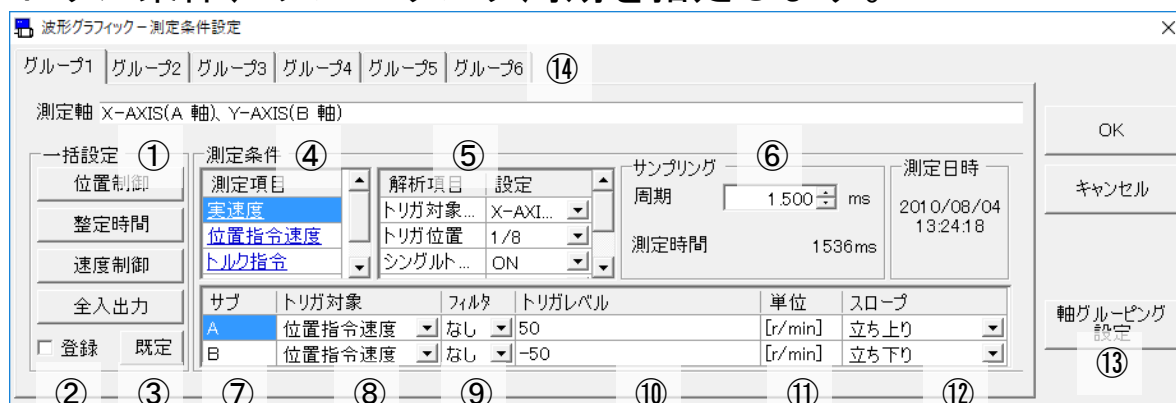 波形グラフィック － 測定条件設定
グループ1 グループ2 グループ3 グループ4 グループ5 グループ6 ⑭
測定軸 X-AXIS(A 軸)、Y-AXIS(B 軸)
一括設定 ①
位置制御
整定時間
速度制御
全入出力
登録 既定
② ③
測定条件 ④ ⑤
測定項目
実速度
位置指令速度
トルク指令
解析項目 設定
トリガ対象... X-AXI...
トリガ位置 1/8
シングルト... ON
サンプリング ⑥
周期 1.500 ms
測定時間 1536ms
測定日時
2010/08/04
13:24:18
サブ トリガ対象 フィルタ トリガレベル 単位 スロープ
A 位置指令速度 なし 50 [r/min] 立ち上り
B 位置指令速度 なし -50 [r/min] 立ち下り
⑦ ⑧ ⑨ ⑩ ⑪ ⑫
OK
キャンセル
軸グルーピング
設定
⑬